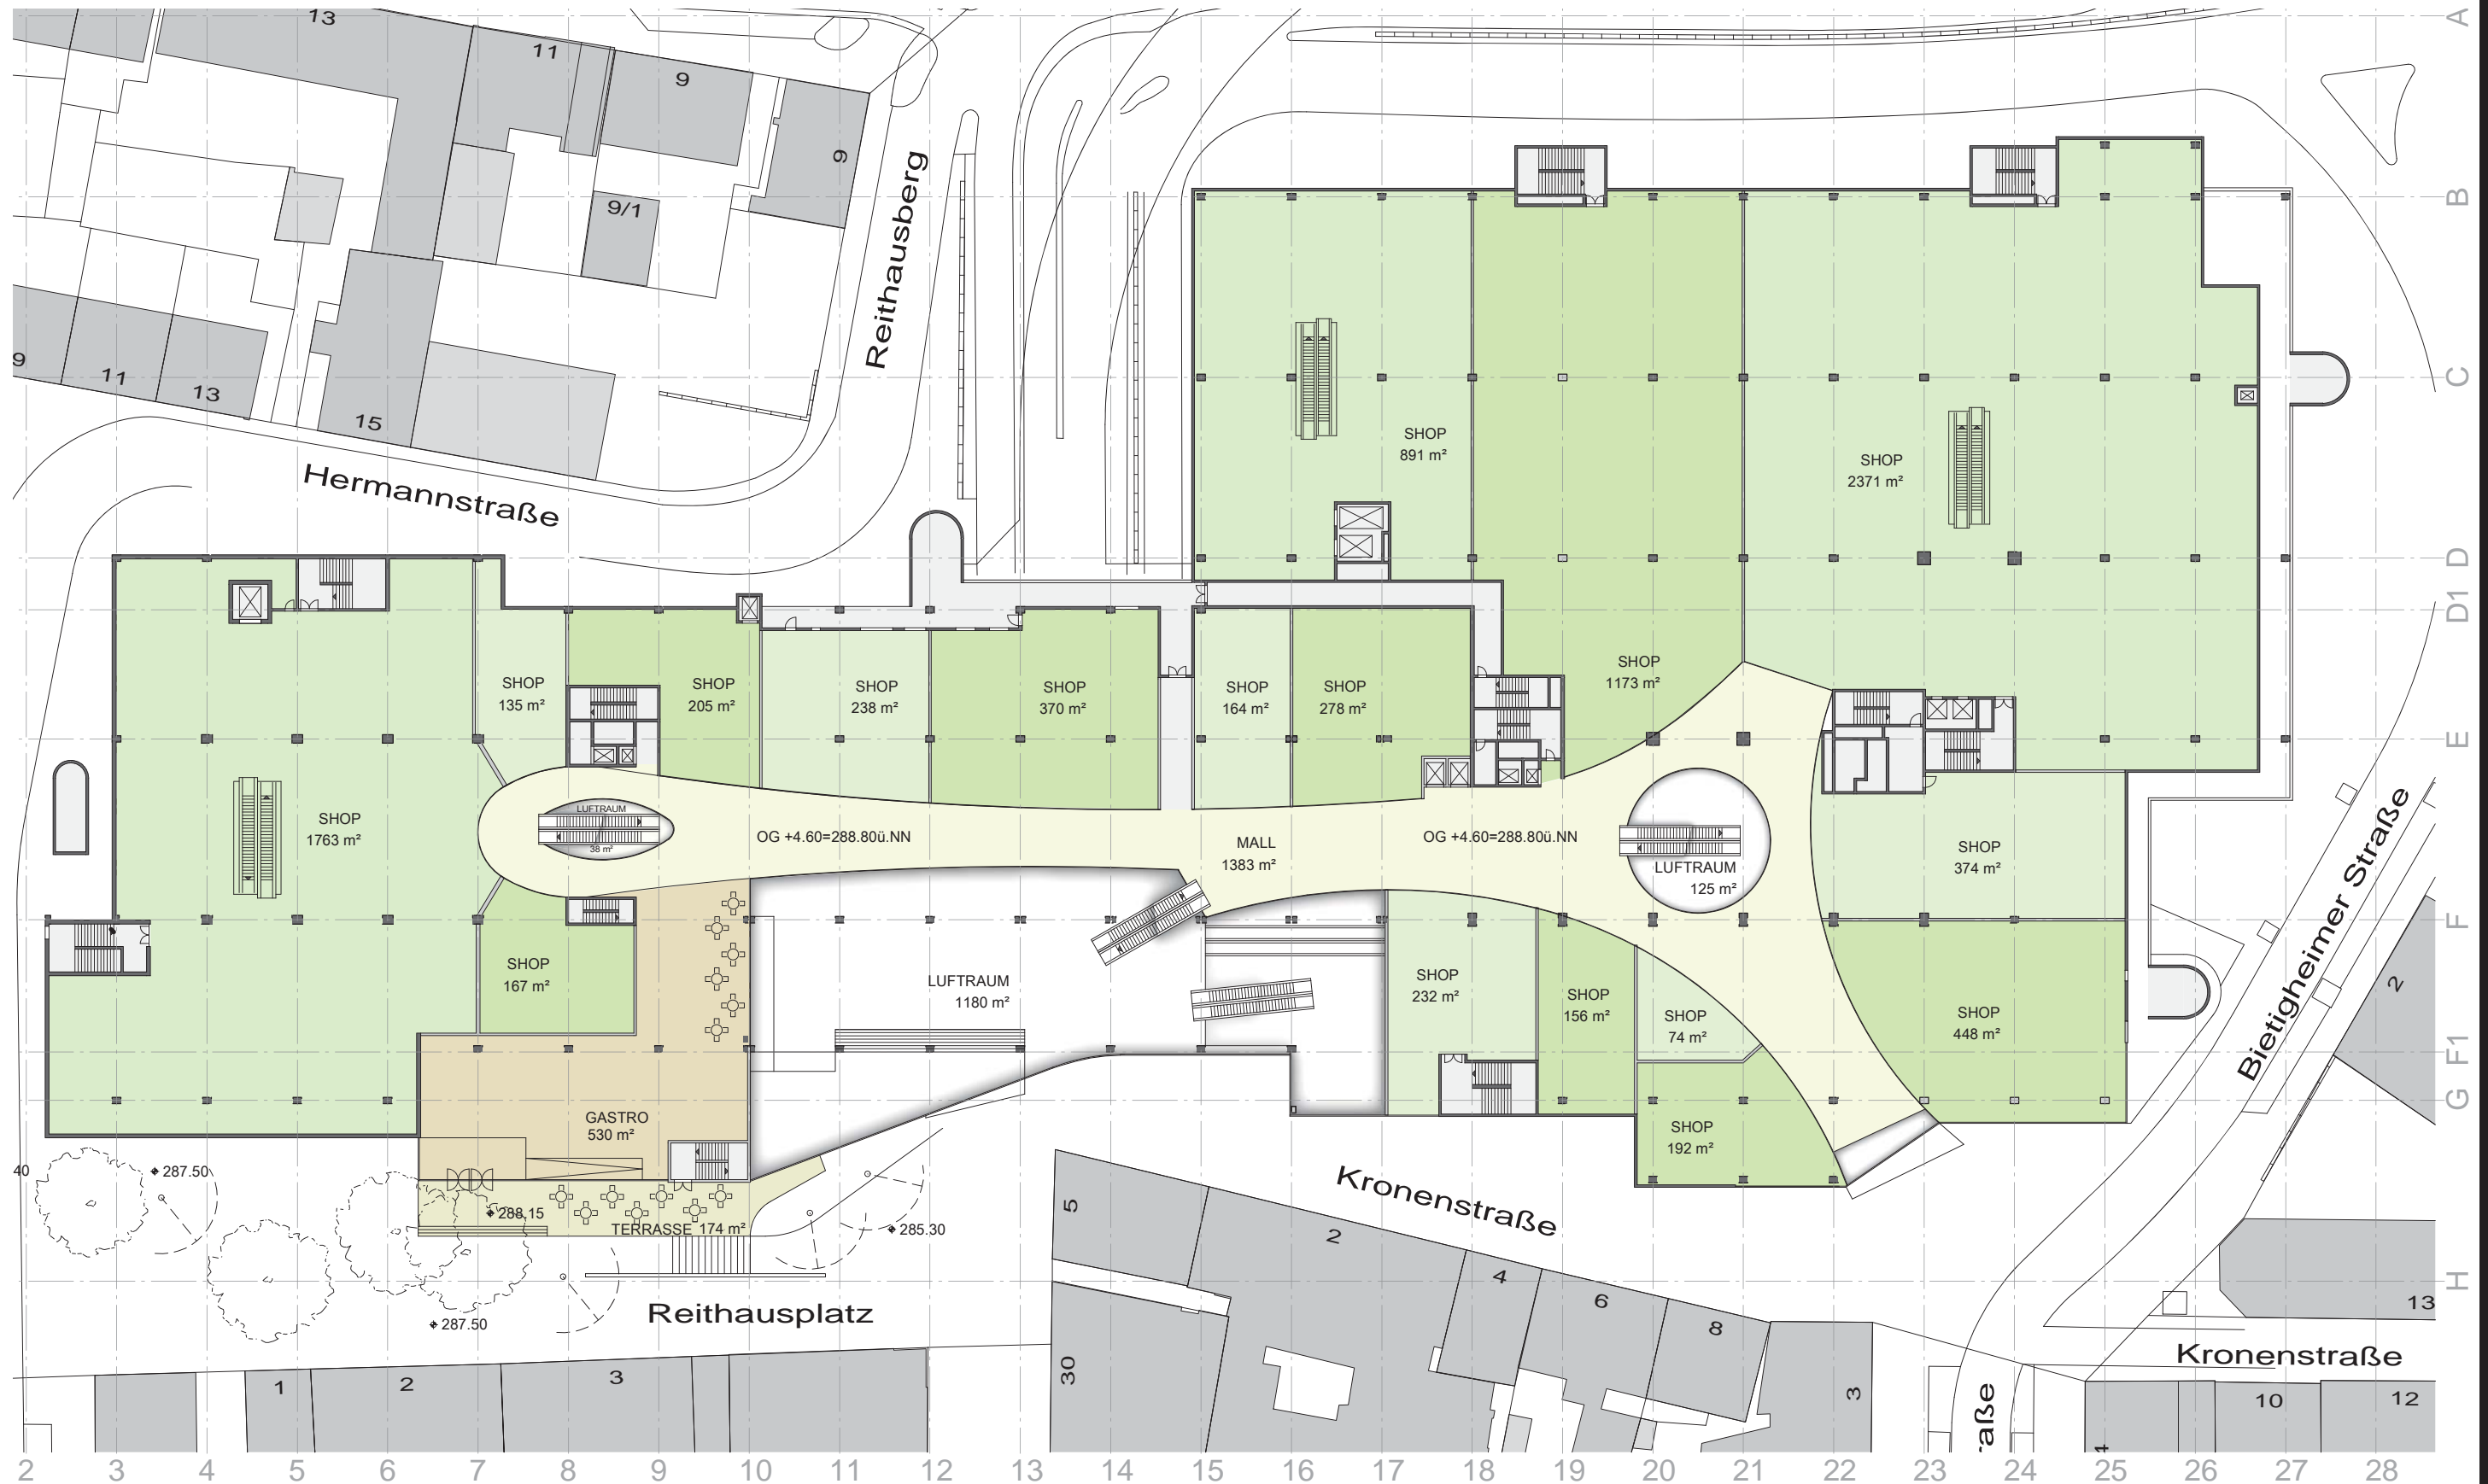 13
11
9
9
9/1
9
11
13
15
Reithausberg
Hermannstraße
A
B
C
D
D1
E
F
F1
G
H
SHOP
891 m²
SHOP
2371 m²
SHOP
1173 m²
SHOP
135 m²
SHOP
205 m²
SHOP
238 m²
SHOP
370 m²
SHOP
164 m²
SHOP
278 m²
SHOP
1763 m²
LUFTRAUM
38 m²
OG +4.60=288.80ü.NN
MALL
1383 m²
OG +4.60=288.80ü.NN
LUFTRAUM
125 m²
SHOP
374 m²
SHOP
167 m²
LUFTRAUM
1180 m²
SHOP
232 m²
SHOP
156 m²
SHOP
74 m²
SHOP
448 m²
SHOP
192 m²
GASTRO
530 m²
TERRASSE 174 m²
Bietigheimer Straße
2
40
287.50
288.15
285.30
287.50
Kronenstraße
Reithausplatz
5
2
4
6
8
30
3
1
2
3
13
Kronenstraße
raße
4
10
12
2 3 4 5 6 7 8 9 10 11 12 13 14 15 16 17 18 19 20 21 22 23 24 25 26 27 28